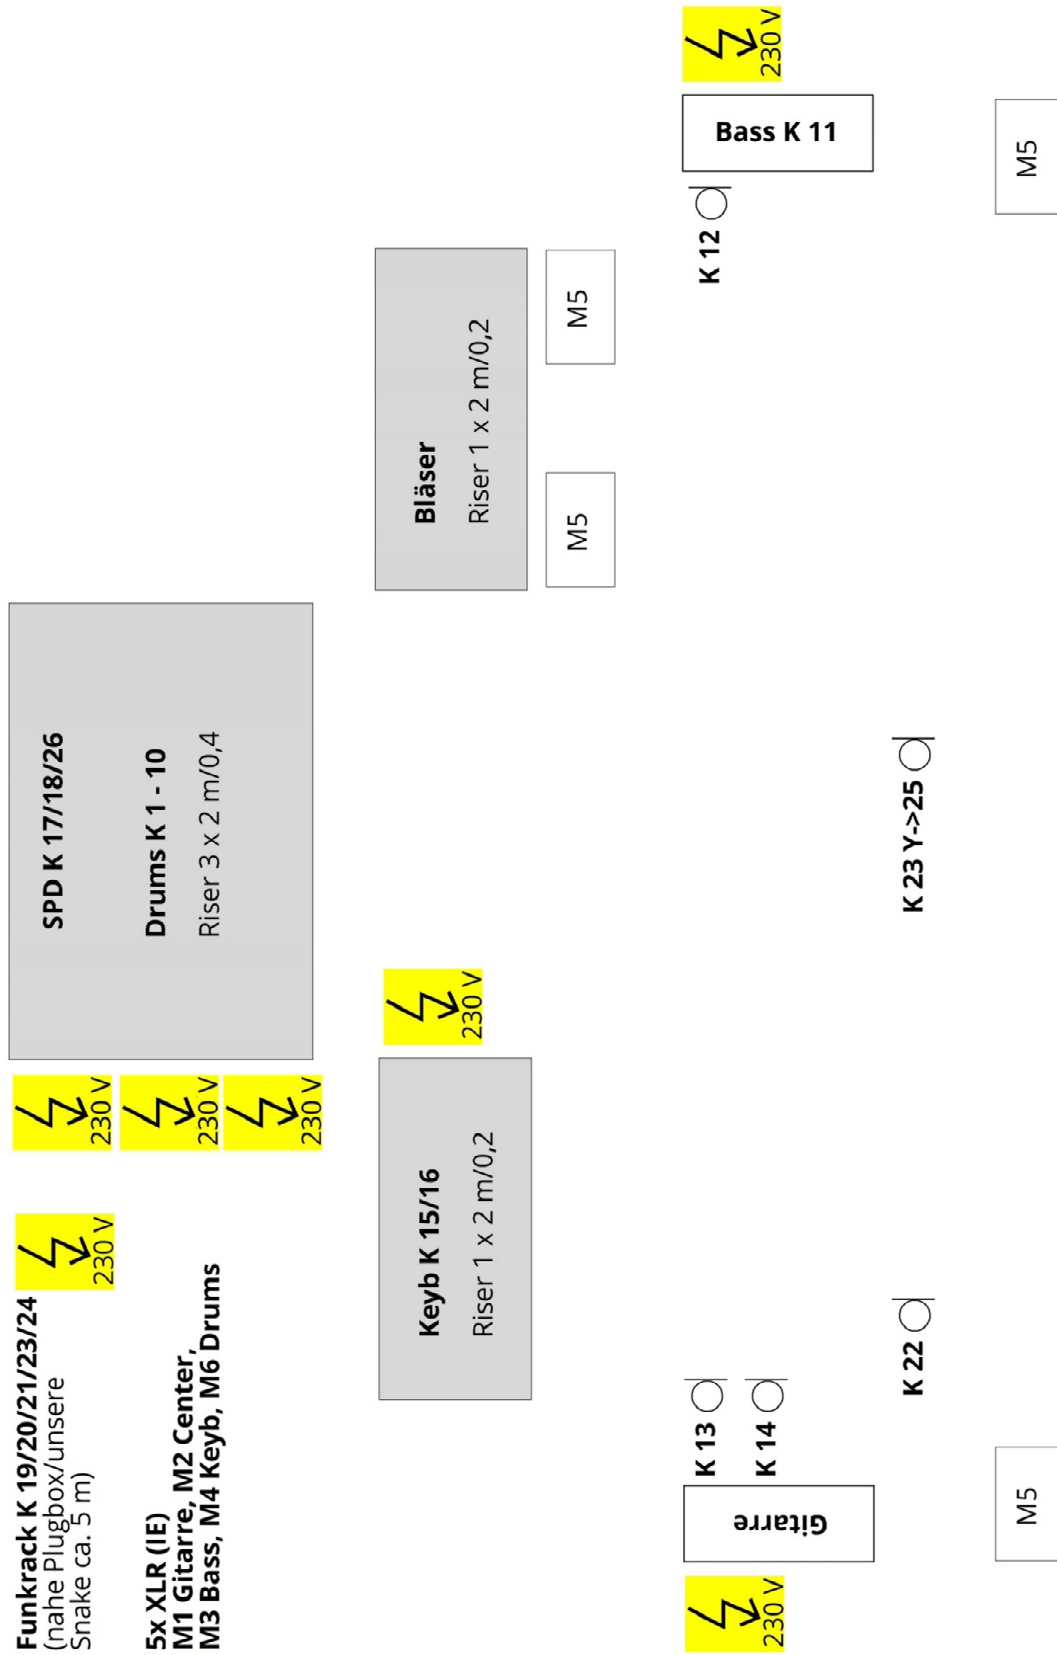 Funkrack K 19/20/21/23/24
(nahe Plugbox/unsere
Snake ca. 5 m)
230 V
5x XLR (IE)
M1 Gitarre, M2 Center,
M3 Bass, M4 Keyb, M6 Drums
230 V
230 V
230 V
SPD K 17/18/26
Drums K 1 - 10
Riser 3 x 2 m/0,4
Keyb K 15/16
Riser 1 x 2 m/0,2
230 V
Bläser
Riser 1 x 2 m/0,2
M5
M5
230 V
Gitarre
K 13
K 14
K 12
Bass K 11
230 V
K 22
K 23 Y->25
M5
M5